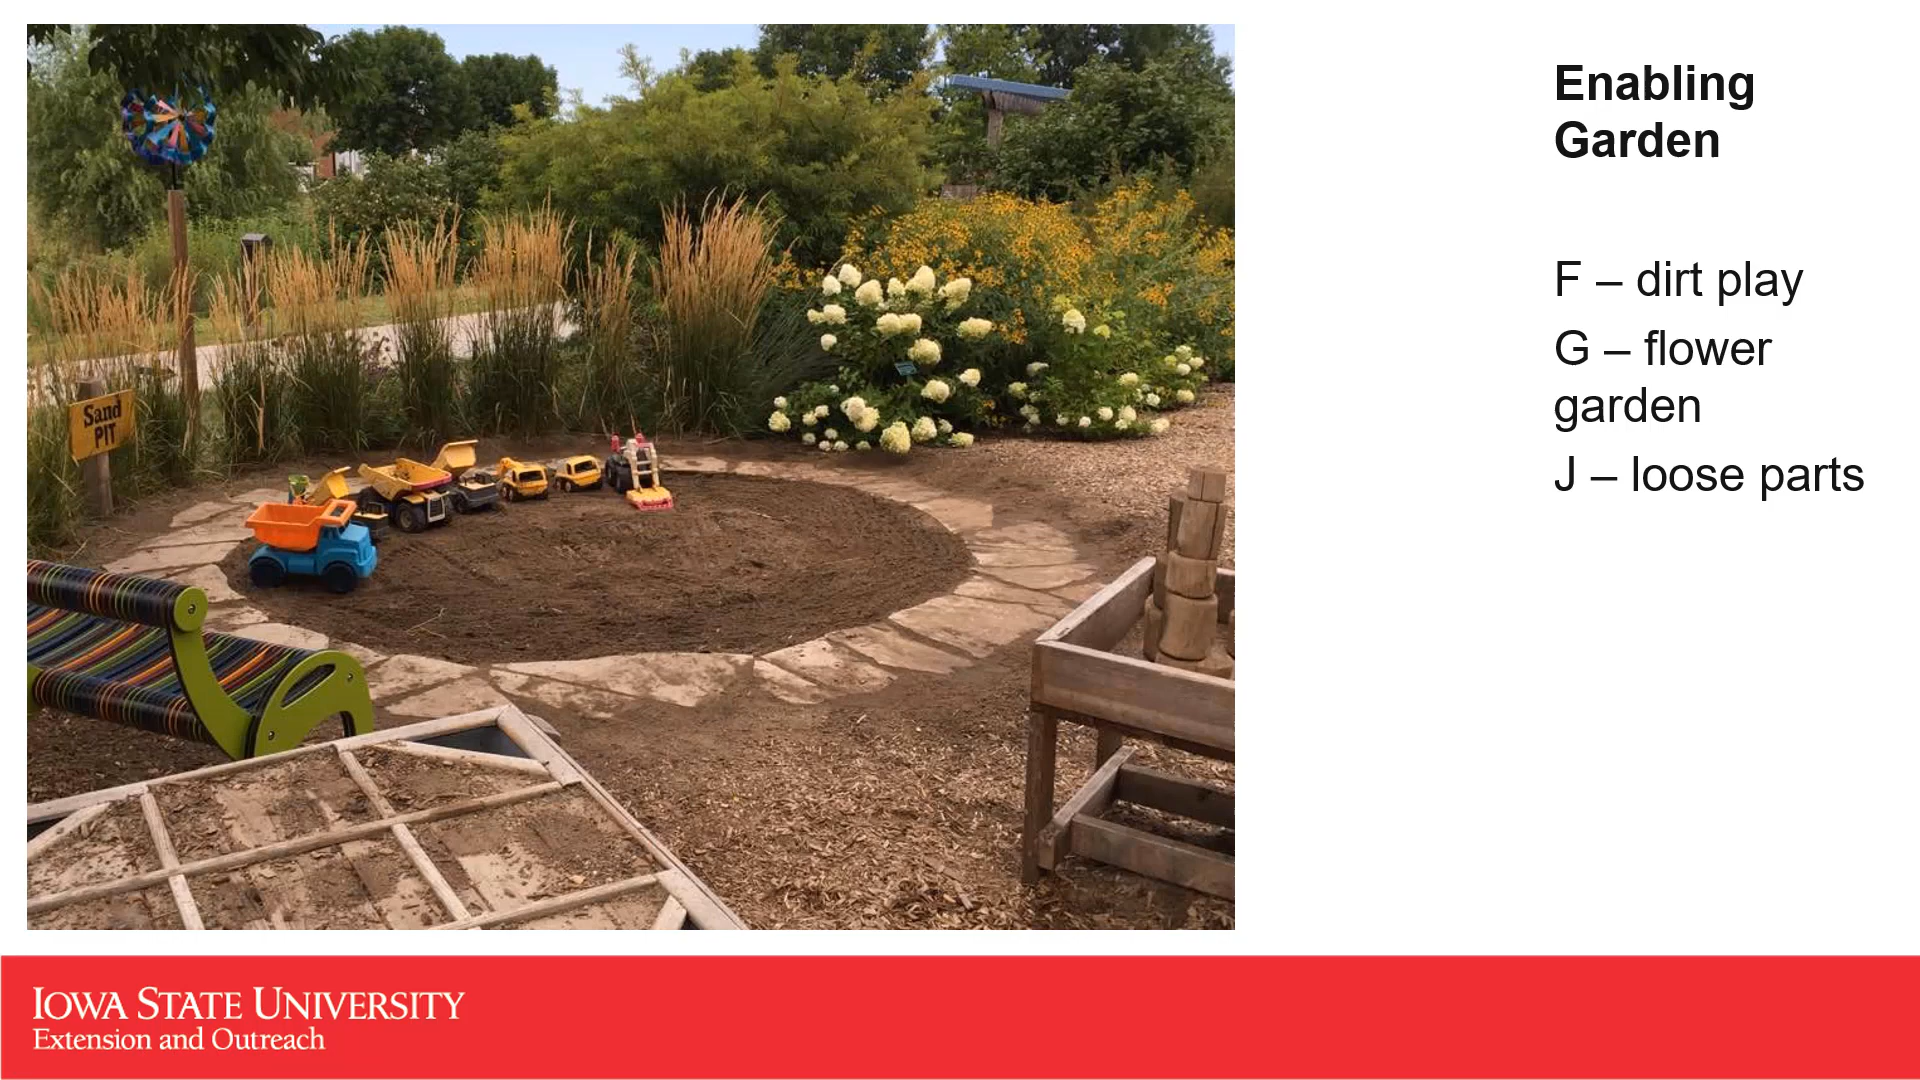 Enabling
Garden
F – dirt play
G – flower
garden
J – loose parts
Sand
PIT
IOWA STATE UNIVERSITY
Extension and Outreach